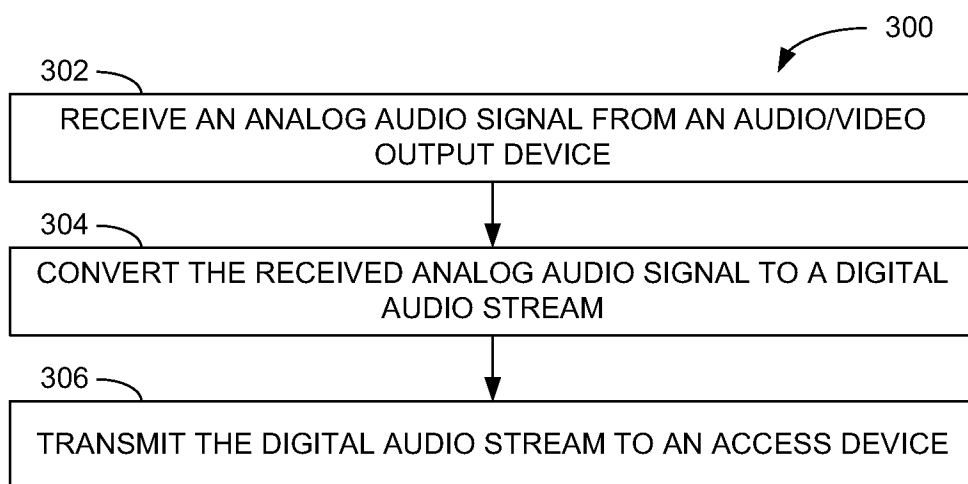 300
302
RECEIVE AN ANALOG AUDIO SIGNAL FROM AN AUDIO/VIDEO
OUTPUT DEVICE
304
CONVERT THE RECEIVED ANALOG AUDIO SIGNAL TO A DIGITAL
AUDIO STREAM
306
TRANSMIT THE DIGITAL AUDIO STREAM TO AN ACCESS DEVICE